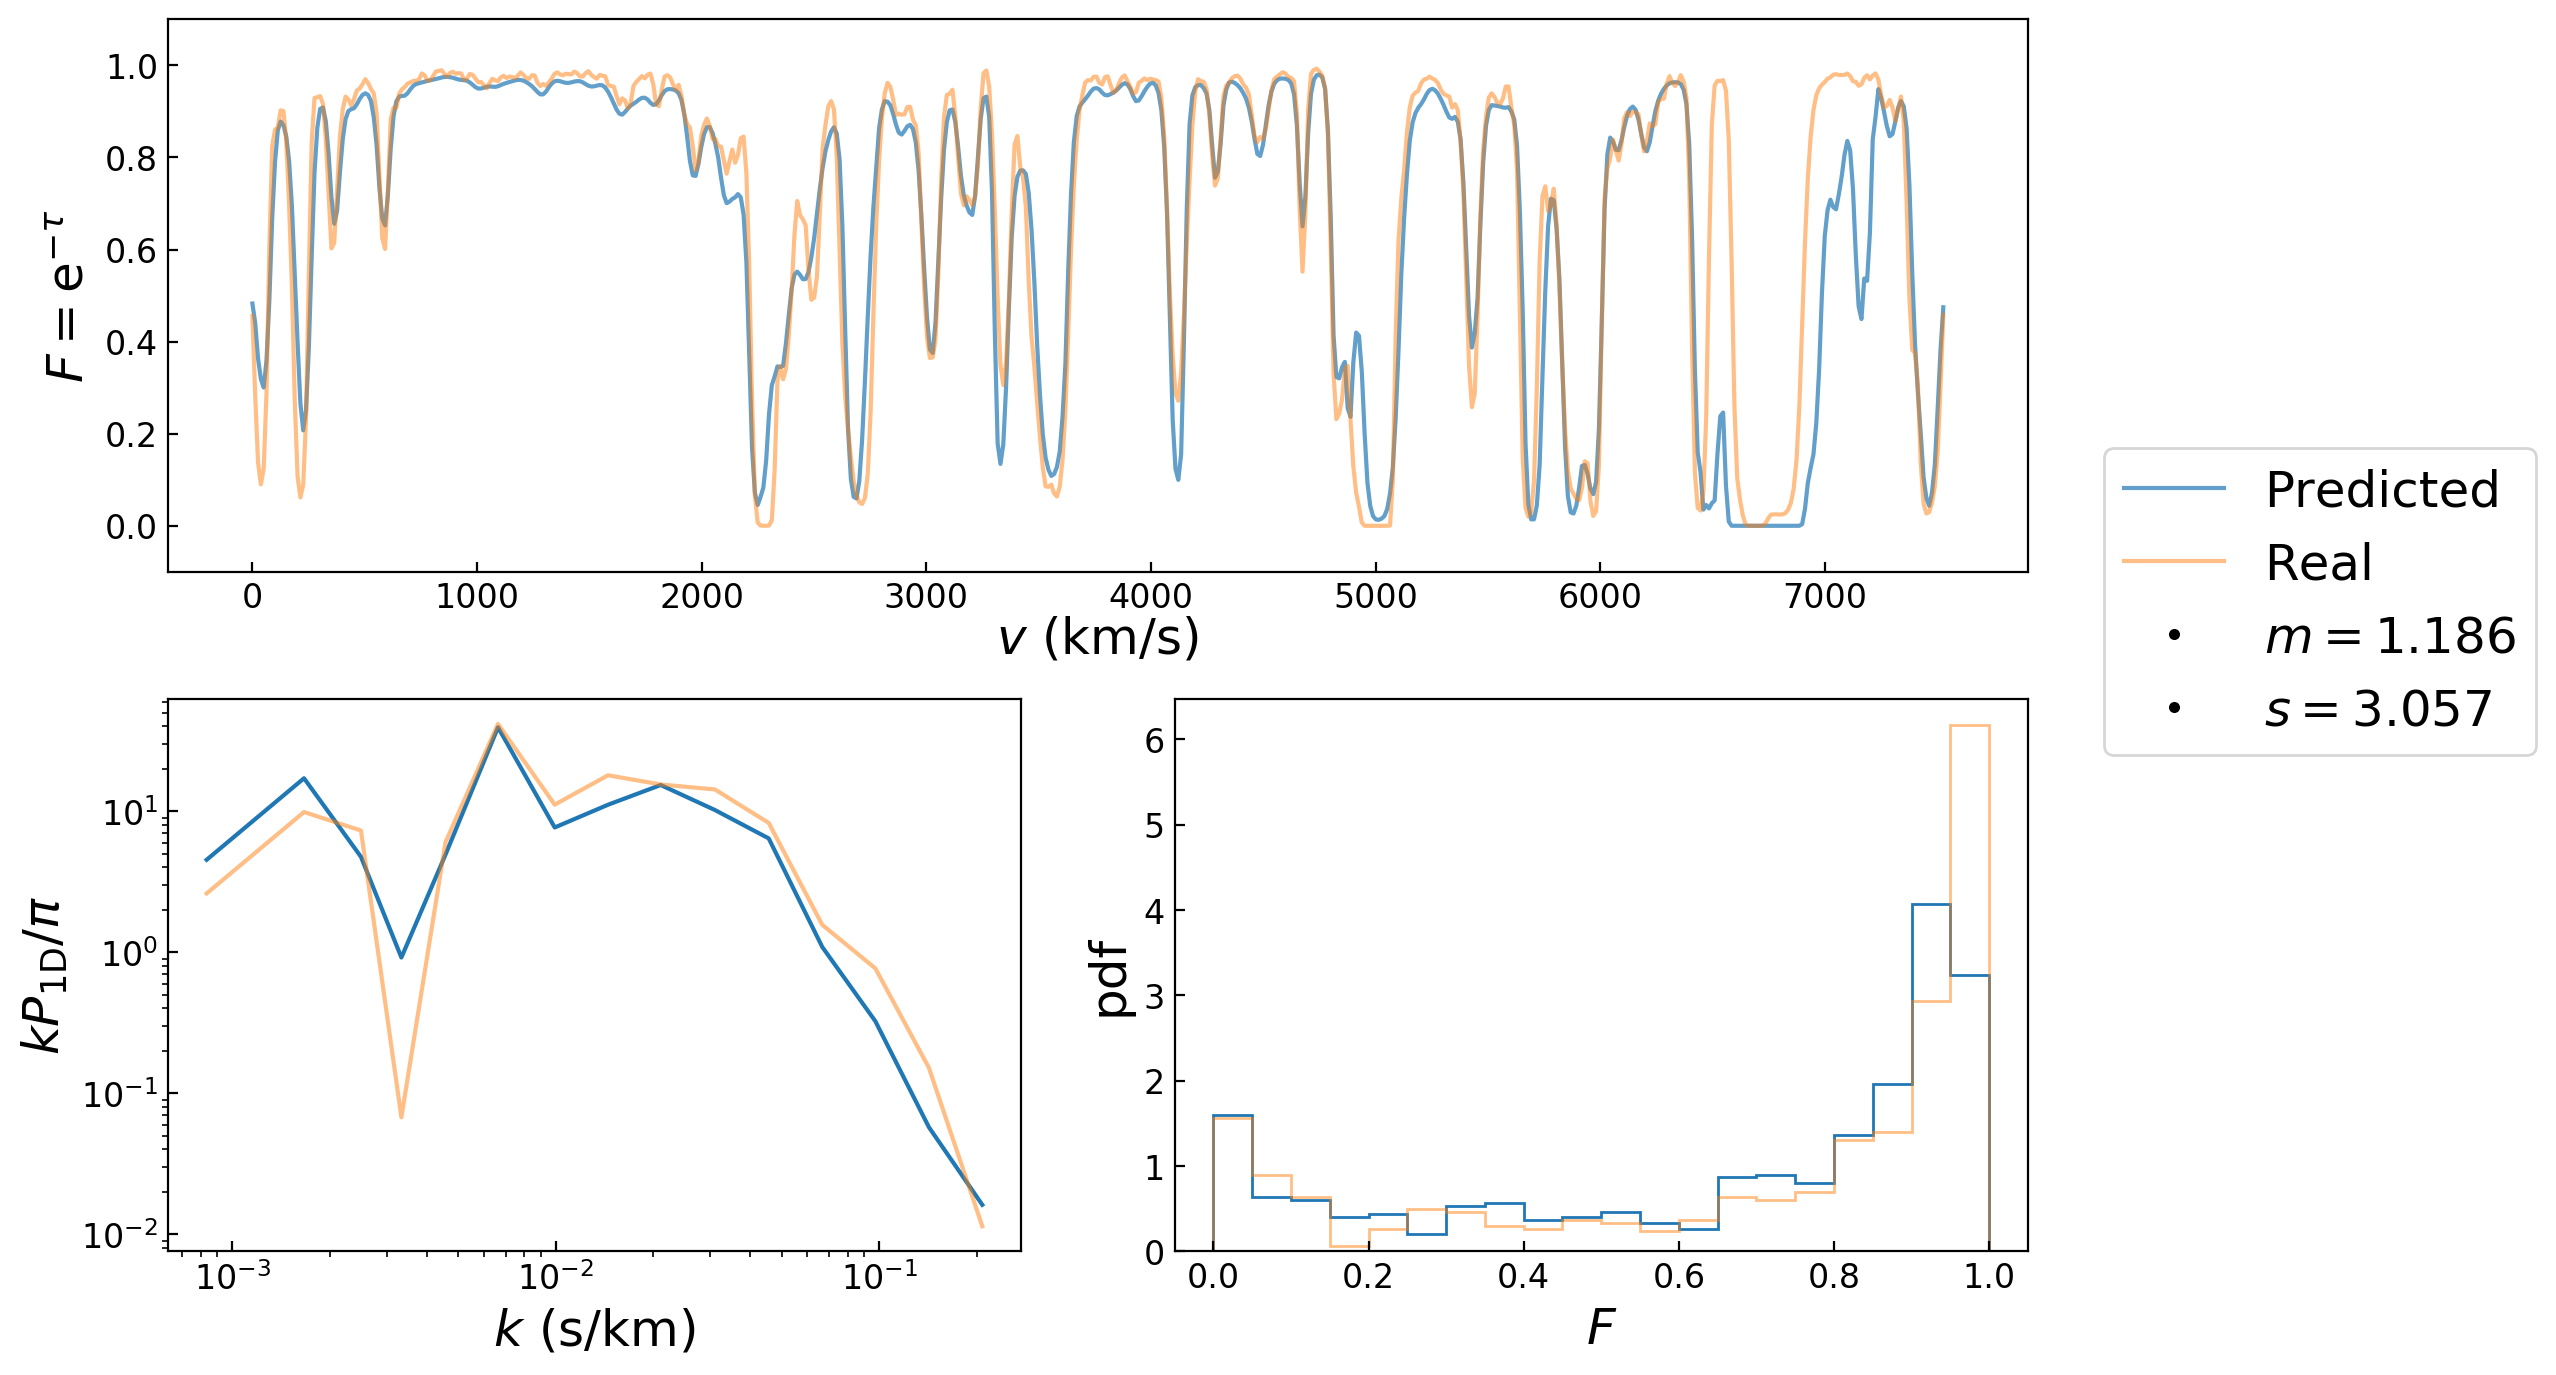 F = e^{-τ}
1.0
0.8
0.6
0.4
0.2
0.0
0 1000 2000 3000 4000 5000 6000 7000
v (km/s)
Predicted
Real
m = 1.186
s = 3.057
kP_{1D}/π
10^1
10^0
10^{-1}
10^{-2}
10^{-3} 10^{-2} 10^{-1}
k (s/km)
pdf
6
5
4
3
2
1
0
0.0 0.2 0.4 0.6 0.8 1.0
F